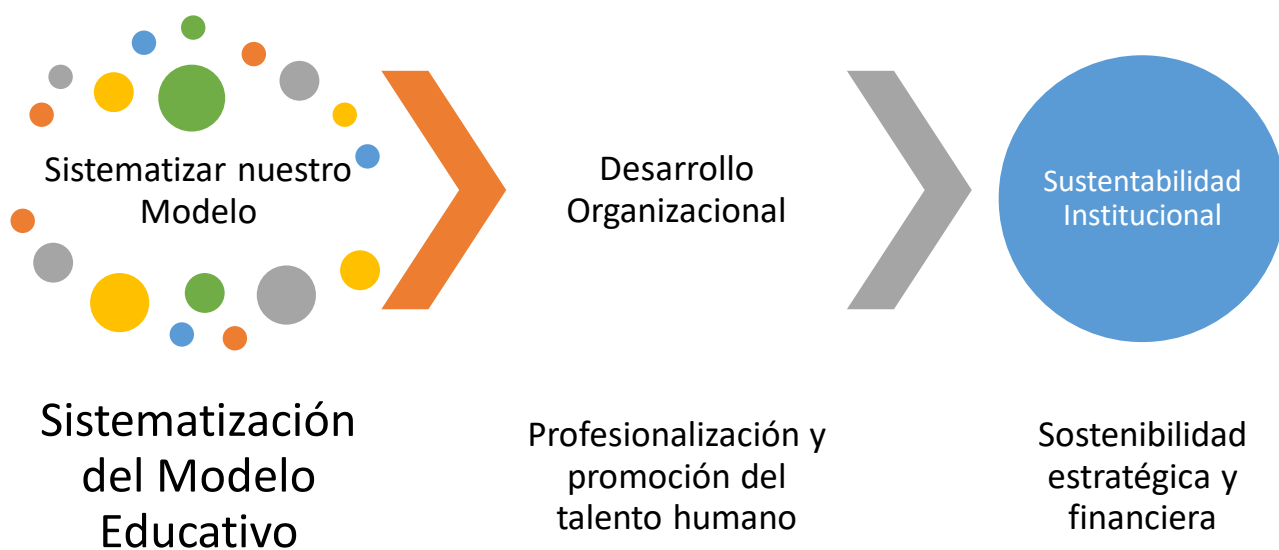 Sistematizar nuestro
Modelo
Desarrollo
Organizacional
Sustentabilidad
Institucional
Sistematización
del Modelo
Educativo
Profesionalización y
promoción del
talento humano
Sostenibilidad
estratégica y
financiera